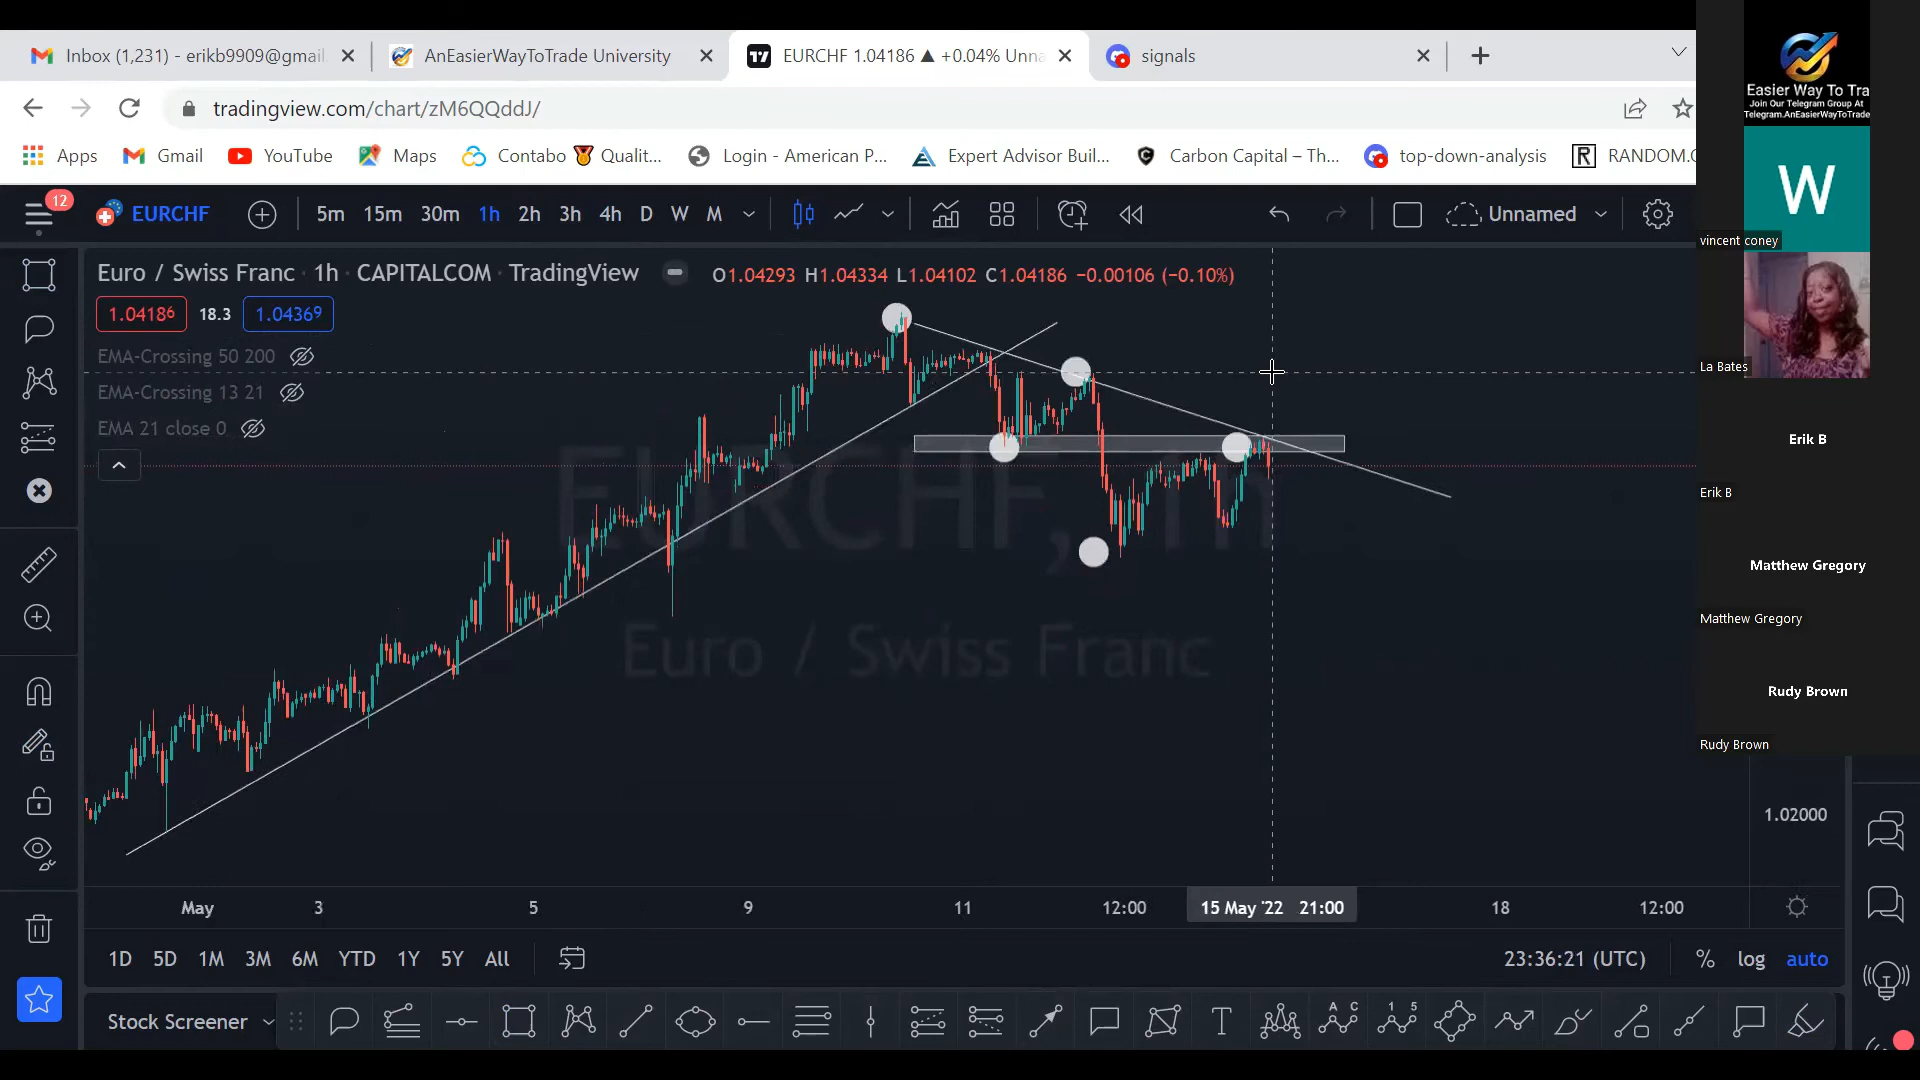 Inbox (1,231) - erikb9909@gmail.
AnEasierWayToTrade University
EURCHF 1.04186 ▲ +0.04% Unna
signals
tradingview.com/chart/zM6QQddJ/
Apps
Gmail
YouTube
Maps
Contabo
Qualit...
Login - American P...
Expert Advisor Buil...
Carbon Capital – Th...
top-down-analysis
RANDOM.C
12
EURCHF
5m 15m 30m 1h 2h 3h 4h D W M
Unnamed
Euro / Swiss Franc · 1h · CAPITALCOM · TradingView
O1.04293 H1.04334 L1.04102 C1.04186 −0.00106 (−0.10%)
1.04186 18.3 1.04369
EMA-Crossing 50 200
EMA-Crossing 13 21
EMA 21 close 0
EURCHF, 1h
Euro / Swiss Franc
1.02000
May 3 5 9 11 12:00 15 May '22 21:00 18 12:00
1D 5D 1M 3M 6M YTD 1Y 5Y All
23:36:21 (UTC)
% log auto
Stock Screener
Easier Way To Tra
Join Our Telegram Group At
Telegram.AnEasierWayToTrade
W
vincent coney
La Bates
Erik B
Erik B
Matthew Gregory
Matthew Gregory
Rudy Brown
Rudy Brown